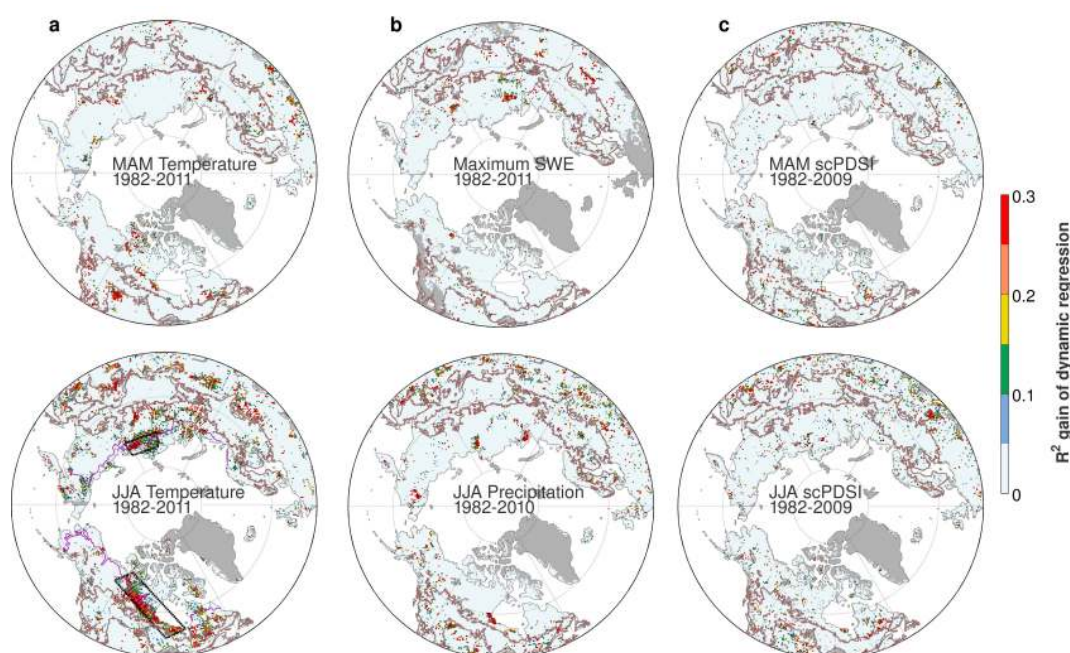 a
b
c
MAM Temperature
1982-2011
Maximum SWE
1982-2011
MAM scPDSI
1982-2009
JJA Temperature
1982-2011
JJA Precipitation
1982-2010
JJA scPDSI
1982-2009
0.3
0.2
0.1
0
R² gain of dynamic regression